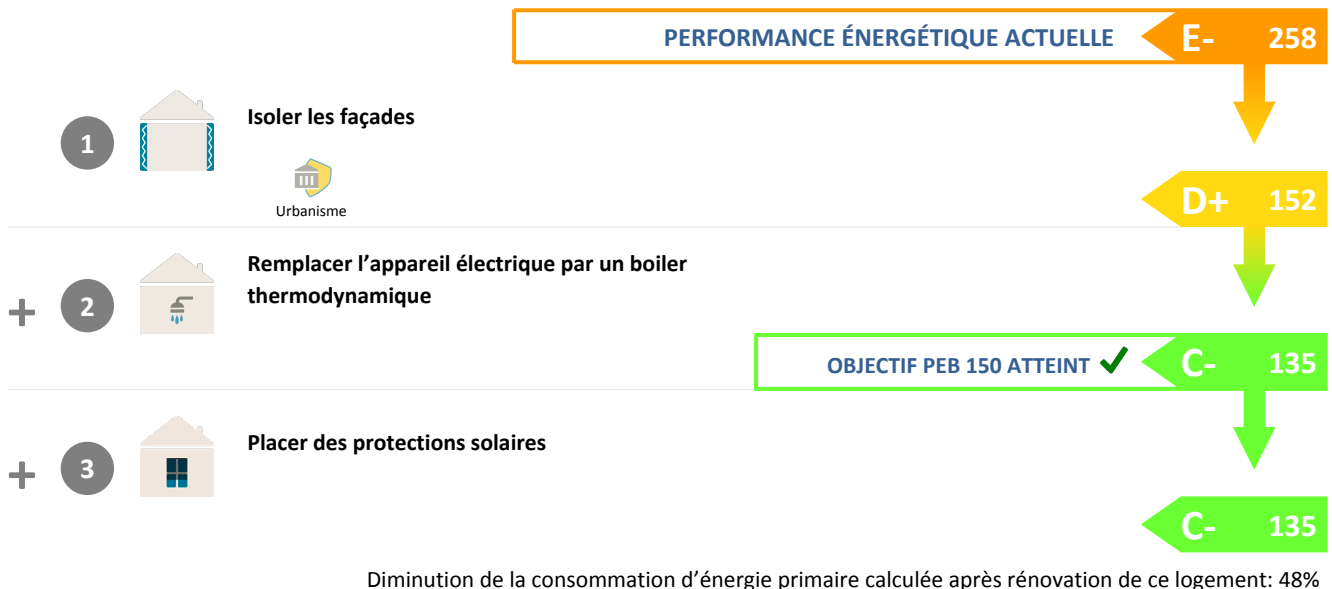 PERFORMANCE ÉNERGÉTIQUE ACTUELLE
E- 258
1
Isoler les façades
Urbanisme
D+ 152
+ 2
Remplacer l’appareil électrique par un boiler
thermodynamique
OBJECTIF PEB 150 ATTEINT ✔
C- 135
+ 3
Placer des protections solaires
C- 135
Diminution de la consommation d’énergie primaire calculée après rénovation de ce logement: 48%